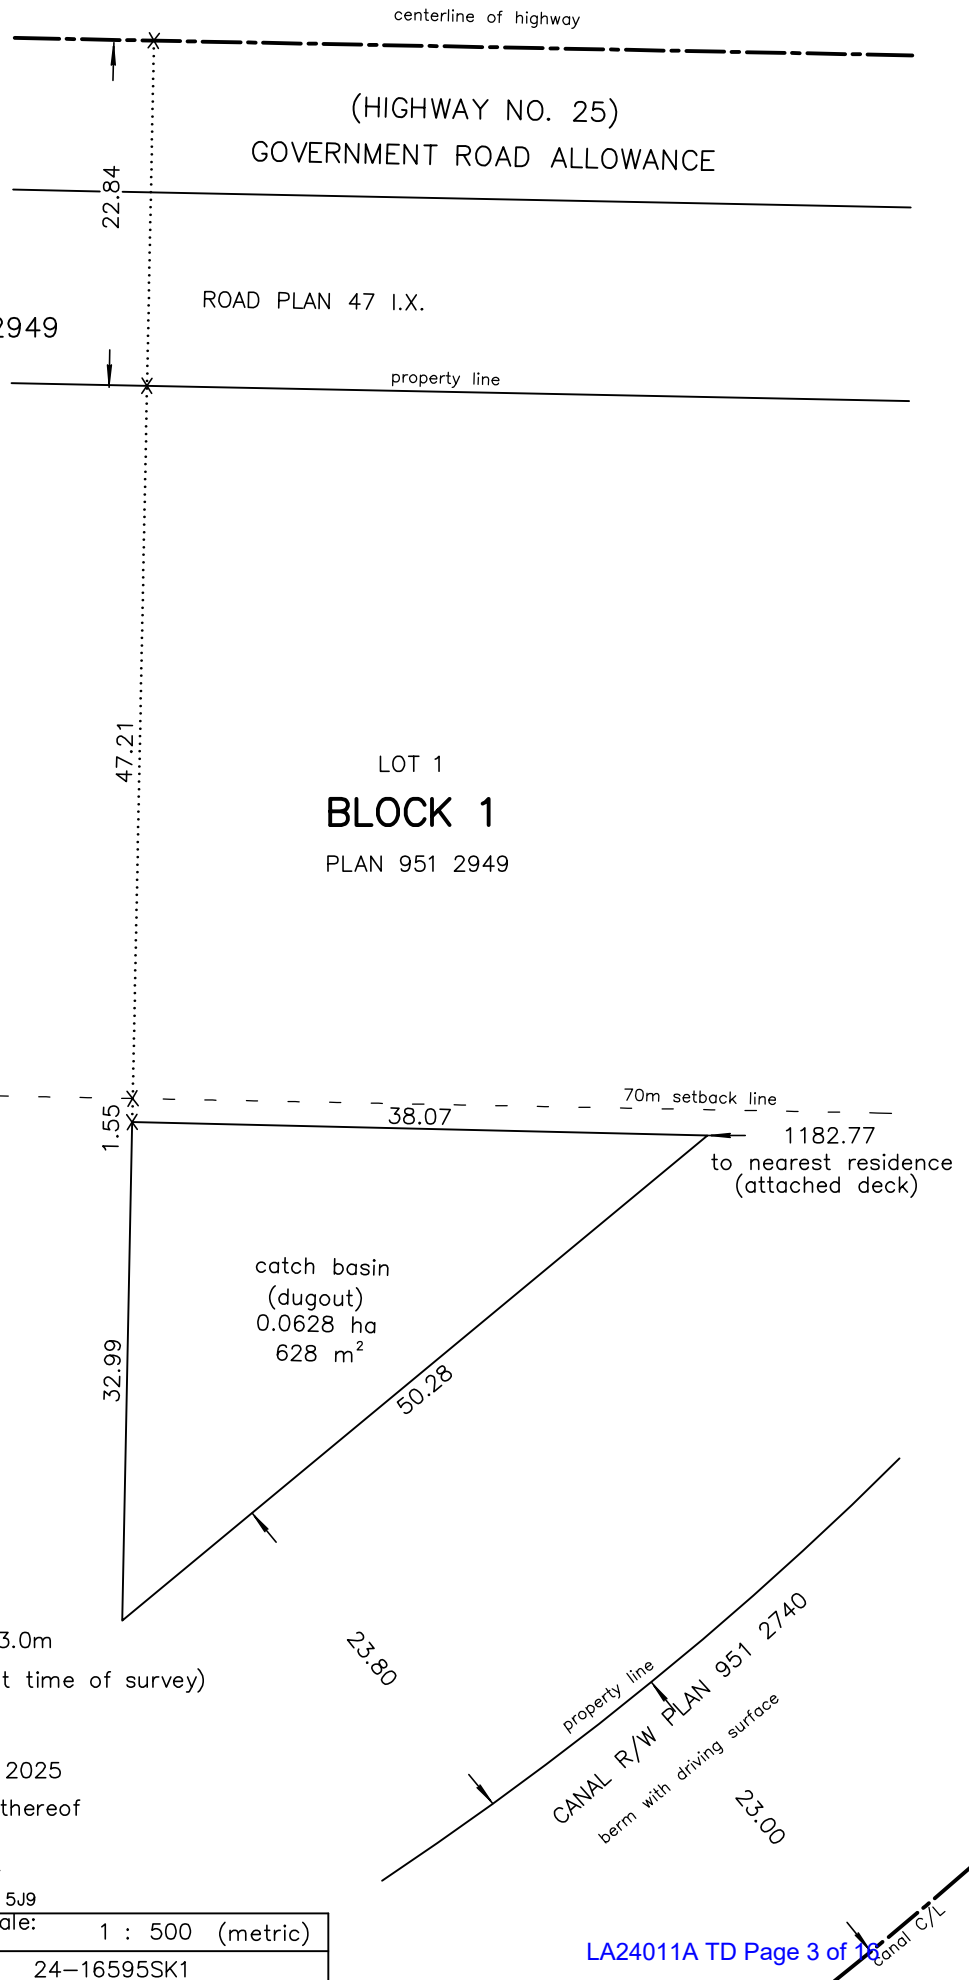 centerline of highway
(HIGHWAY NO. 25)
GOVERNMENT ROAD ALLOWANCE
22.84
ROAD PLAN 47 I.X.
2949
property line
47.21
LOT 1
BLOCK 1
PLAN 951 2949
70m setback line
1.55
38.07
1182.77
to nearest residence
(attached deck)
catch basin
(dugout)
0.0628 ha
628 m²
32.99
50.28
3.0m
t time of survey)
23.80
property line
CANAL R/W PLAN 951 2740
berm with driving surface
23.00
2025
thereof
5J9
ale: 1 : 500 (metric)
canal C/L
LA24011A TD Page 3 of 16
24-16595SK1